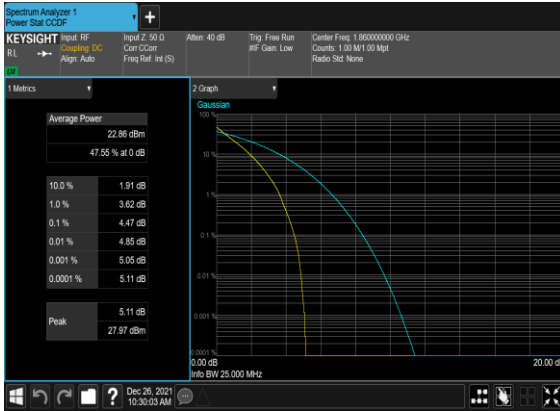 Spectrum Analyzer 1
Power Stat CCDF
KEYSIGHT
RL
Input: RF
Coupling: DC
Align: Auto
Input Z: 50 Ω
Corr CCorr
Freq Ref: Int (S)
Atten: 40 dB
Trig: Free Run
#IF Gain: Low
Center Freq: 1.860000000 GHz
Counts: 1.00 M/1.00 Mpt
Radio Std: None
1 Metrics
Average Power
22.86 dBm
47.55 % at 0 dB
10.0 % 1.91 dB
1.0 % 3.62 dB
0.1 % 4.47 dB
0.01 % 4.85 dB
0.001 % 5.05 dB
0.0001 % 5.11 dB
Peak
5.11 dB
27.97 dBm
2 Graph
Gaussian
100 %
10 %
1 %
0.1 %
0.01 %
0.001 %
0.0001 %
0.00 dB
20.00 d
Info BW 25.000 MHz
?
Dec 26, 2021
10:30:03 AM